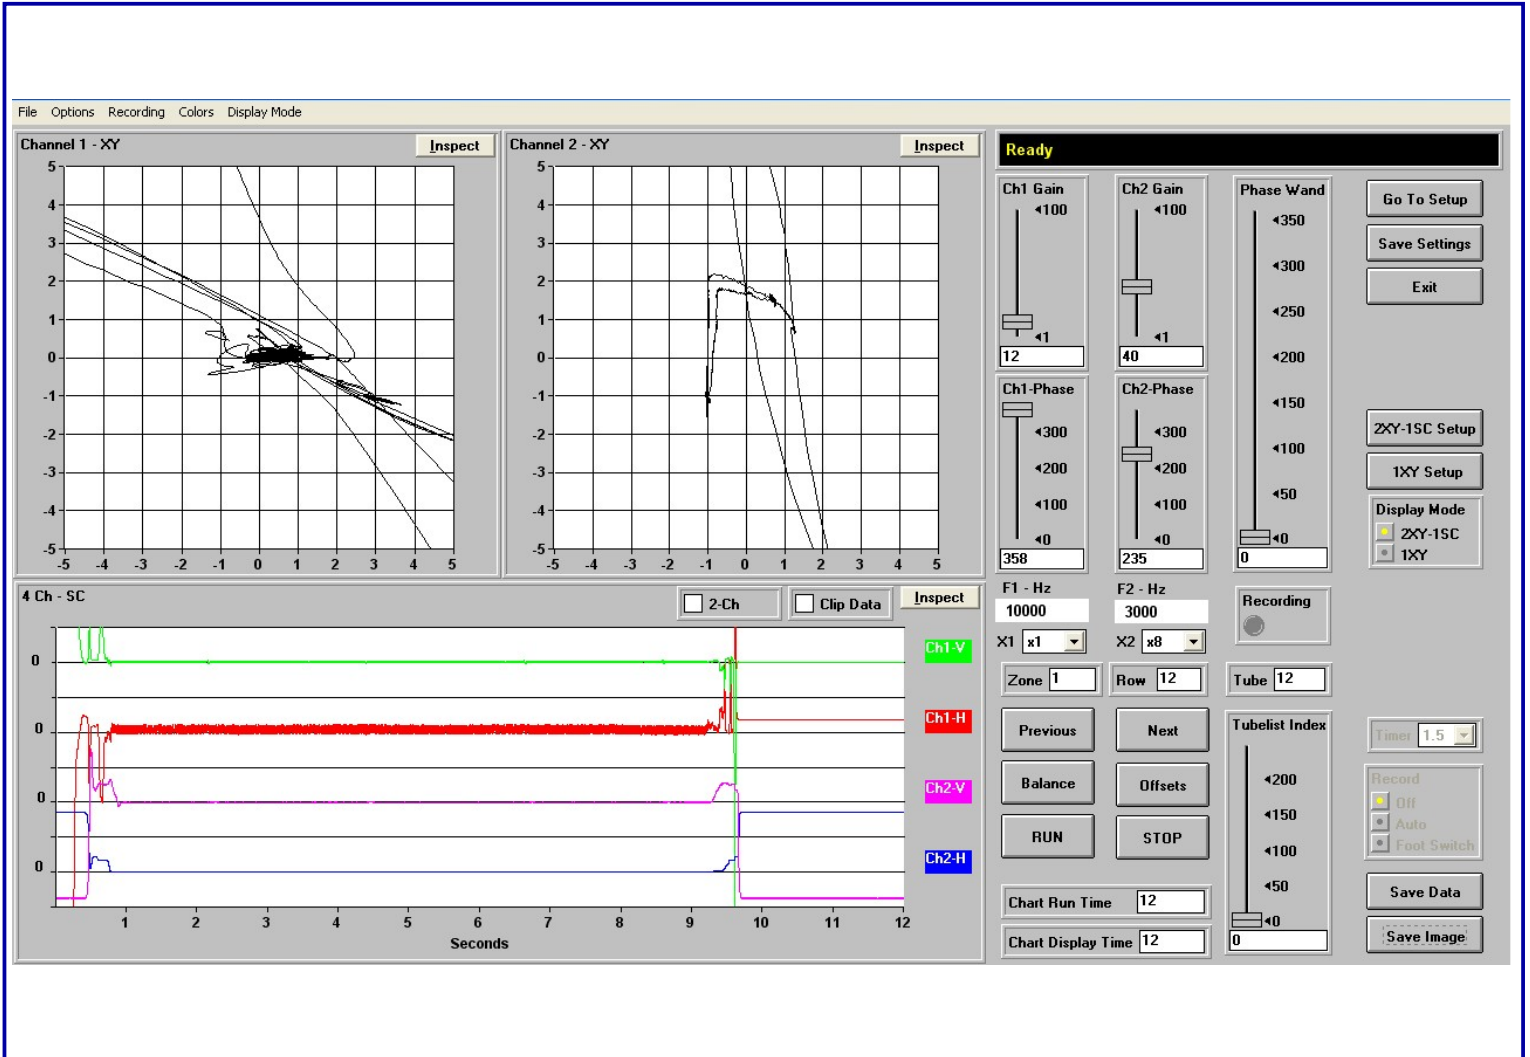 File Options Recording Colors Display Mode
Channel 1 - XY
Inspect
5
4
3
2
1
0
-1
-2
-3
-4
-5
-5 -4 -3 -2 -1 0 1 2 3 4 5
Channel 2 - XY
Inspect
5
4
3
2
1
0
-1
-2
-3
-4
-5
-5 -4 -3 -2 -1 0 1 2 3 4 5
4 Ch - SC
2-Ch
Clip Data
Inspect
0
0
0
0
Ch1-V
Ch1-H
Ch2-V
Ch2-H
1 2 3 4 5 6 7 8 9 10 11 12
Seconds
Ready
Ch1 Gain
100
1
12
Ch2 Gain
100
1
40
Ch1-Phase
300
200
100
0
358
Ch2-Phase
300
200
100
0
235
Phase Wand
350
300
250
200
150
100
50
0
0
Go To Setup
Save Settings
Exit
2XY-1SC Setup
1XY Setup
Display Mode
2XY-1SC
1XY
F1 - Hz
10000
F2 - Hz
3000
X1 x1
X2 x8
Recording
Zone 1
Row 12
Tube 12
Previous
Next
Balance
Offsets
RUN
STOP
Chart Run Time 12
Chart Display Time 12
Tubelist Index
200
150
100
50
0
0
Timer 1.5
Record
Off
Auto
Foot Switch
Save Data
Save Image